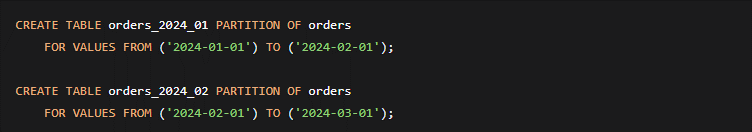 CREATE TABLE orders_2024_01 PARTITION OF orders
    FOR VALUES FROM ('2024-01-01') TO ('2024-02-01');

CREATE TABLE orders_2024_02 PARTITION OF orders
    FOR VALUES FROM ('2024-02-01') TO ('2024-03-01');